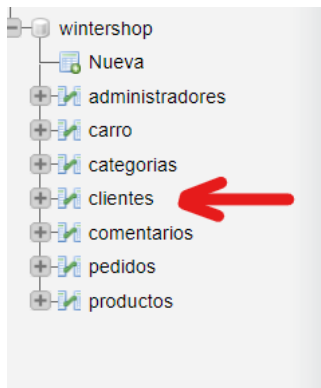 wintershop
Nueva
administradores
carro
categorias
clientes
comentarios
pedidos
productos